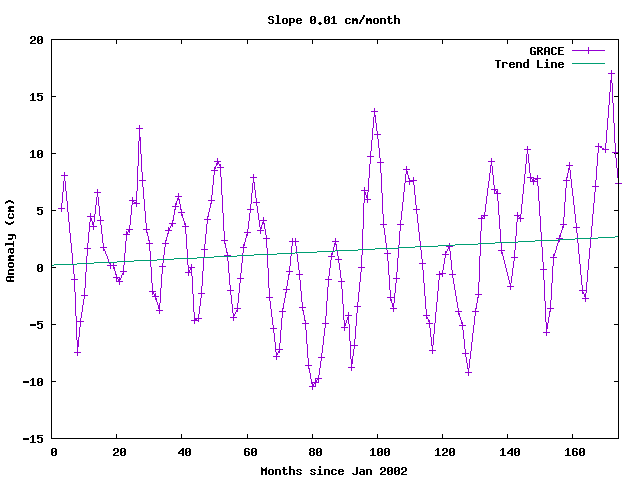 Slope 0.01 cm/month
GRACE
Trend Line
20
15
10
5
0
-5
-10
-15
Anomaly (cm)
0 20 40 60 80 100 120 140 160
Months since Jan 2002